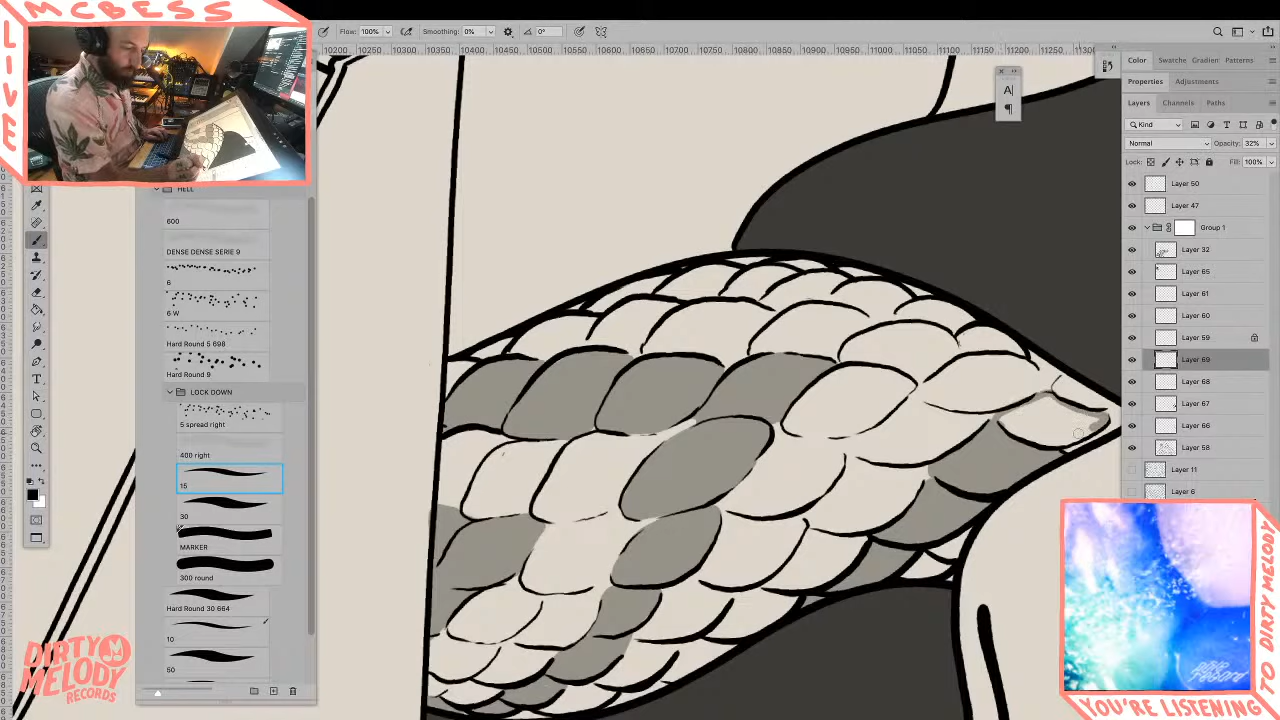 MCBESS
LIVE
Flow: 100%
Smoothing: 0%
0°
10200 10250 10300 10350 10400 10450 10500 10550 10600 10650 10700 10750 10800 10850 10900 10950 11000 11050 11100 11150 11200 11250 11300
HELL
600
DENSE DENSE SERIE 9
6
6 W
Hard Round 5 698
Hard Round 9
LOCK DOWN
5 spread right
400 right
15
30
MARKER
300 round
Hard Round 30 664
10
50
A|
¶
Color Swatche Gradien Patterns
Properties Adjustments
Layers Channels Paths
Kind
Normal Opacity: 32%
Lock: Fill: 100%
Layer 50
Layer 47
Group 1
Layer 32
Layer 65
Layer 61
Layer 60
Layer 59
Layer 69
Layer 68
Layer 67
Layer 66
Layer 58
Layer 11
Layer 6
DIRTY
MELODY
RECORDS
YOU'RE LISTENING
TO DIRTY MELODY